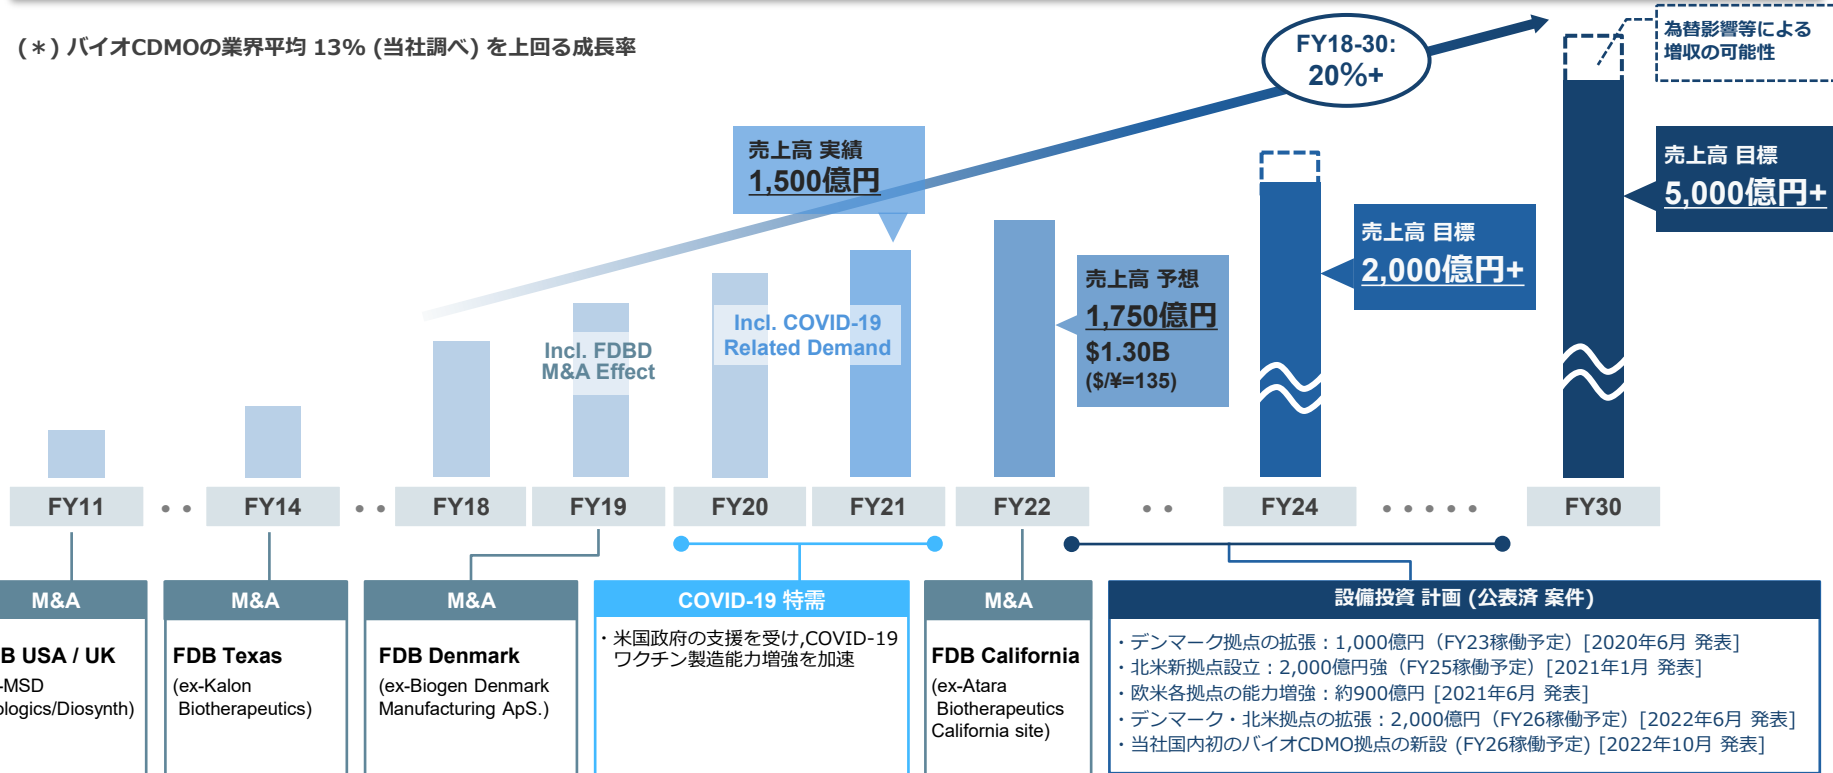 (＊) バイオCDMOの業界平均 13% (当社調べ) を上回る成長率
FY18-30:
20%+
為替影響等による
増収の可能性
売上高 実績
1,500億円
売上高 目標
5,000億円+
売上高 目標
2,000億円+
売上高 予想
1,750億円
$1.30B
($/¥=135)
Incl. FDBD
M&A Effect
Incl. COVID-19
Related Demand
FY11
FY14
FY18
FY19
FY20
FY21
FY22
FY24
FY30
M&A
B USA / UK
-MSD
ologics/Diosynth)
M&A
FDB Texas
(ex-Kalon
Biotherapeutics)
M&A
FDB Denmark
(ex-Biogen Denmark
Manufacturing ApS.)
COVID-19 特需
・米国政府の支援を受け,COVID-19
ワクチン製造能力増強を加速
M&A
FDB California
(ex-Atara
Biotherapeutics
California site)
設備投資 計画 (公表済 案件)
・デンマーク拠点の拡張：1,000億円（FY23稼働予定）[2020年6月 発表]
・北米新拠点設立：2,000億円強（FY25稼働予定）[2021年1月 発表]
・欧米各拠点の能力増強：約900億円 [2021年6月 発表]
・デンマーク・北米拠点の拡張：2,000億円（FY26稼働予定）[2022年6月 発表]
・当社国内初のバイオCDMO拠点の新設 (FY26稼働予定) [2022年10月 発表]